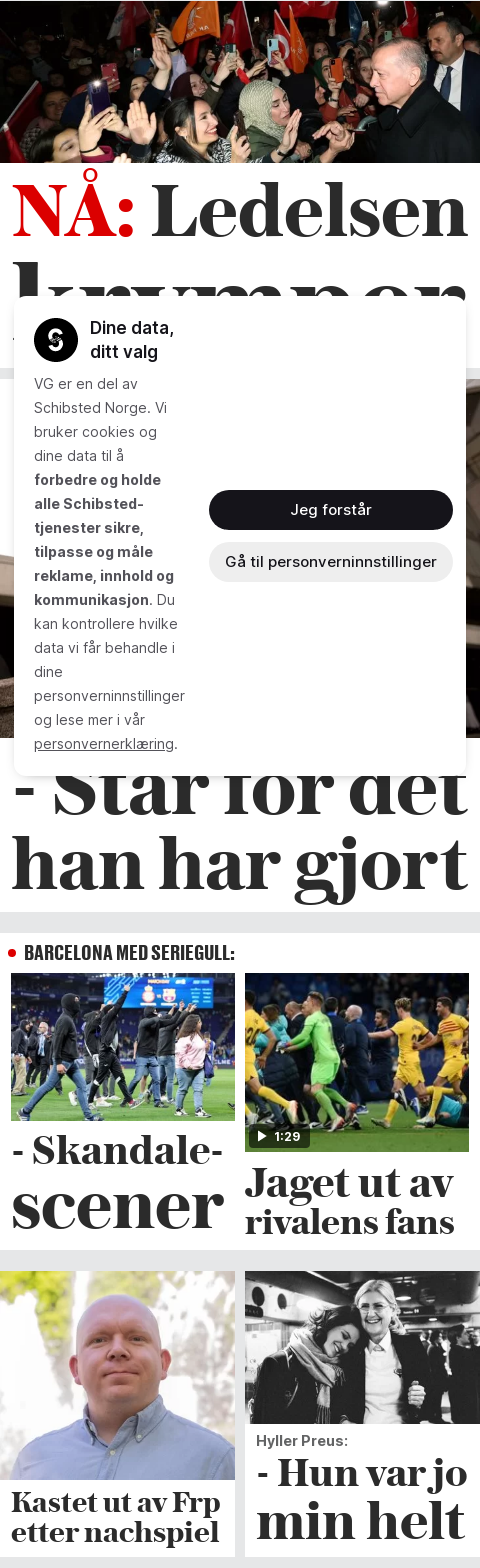 NÅ: Ledelsen
krymper
Dine data,
ditt valg
VG er en del av
Schibsted Norge. Vi
bruker cookies og
dine data til å
forbedre og holde
alle Schibsted-
tjenester sikre,
tilpasse og måle
reklame, innhold og
kommunikasjon. Du
kan kontrollere hvilke
data vi får behandle i
dine
personverninnstillinger
og lese mer i vår
personvernerklæring.
Jeg forstår
Gå til personverninnstillinger
- Står for det
han har gjort
BARCELONA MED SERIEGULL:
- Skandale-
scener
1:29
Jaget ut av
rivalens fans
Kastet ut av Frp
etter nachspiel
Hyller Preus:
- Hun var jo
min helt